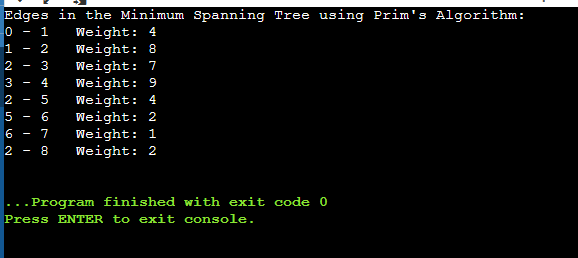 Edges in the Minimum Spanning Tree using Prim's Algorithm:
0 - 1   Weight: 4
1 - 2   Weight: 8
2 - 3   Weight: 7
3 - 4   Weight: 9
2 - 5   Weight: 4
5 - 6   Weight: 2
6 - 7   Weight: 1
2 - 8   Weight: 2
...Program finished with exit code 0
Press ENTER to exit console.